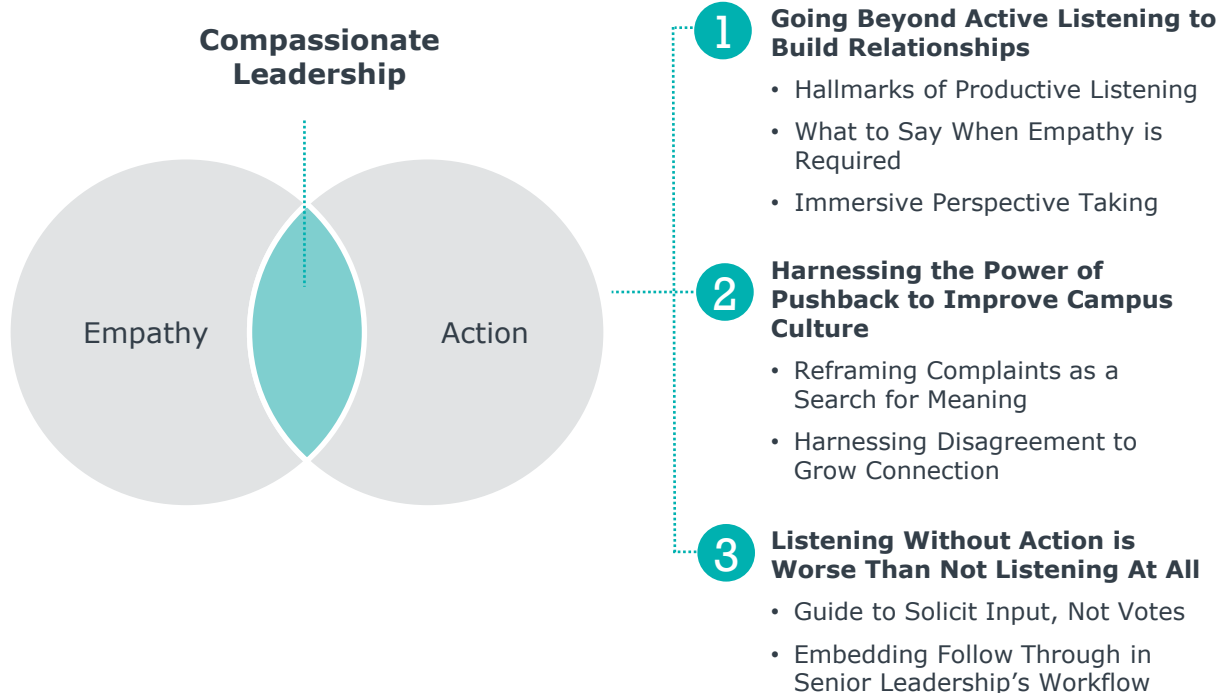 Compassionate
Leadership
Empathy
Action
1
Going Beyond Active Listening to
Build Relationships
• Hallmarks of Productive Listening
• What to Say When Empathy is
Required
• Immersive Perspective Taking
2
Harnessing the Power of
Pushback to Improve Campus
Culture
• Reframing Complaints as a
Search for Meaning
• Harnessing Disagreement to
Grow Connection
3
Listening Without Action is
Worse Than Not Listening At All
• Guide to Solicit Input, Not Votes
• Embedding Follow Through in
Senior Leadership's Workflow